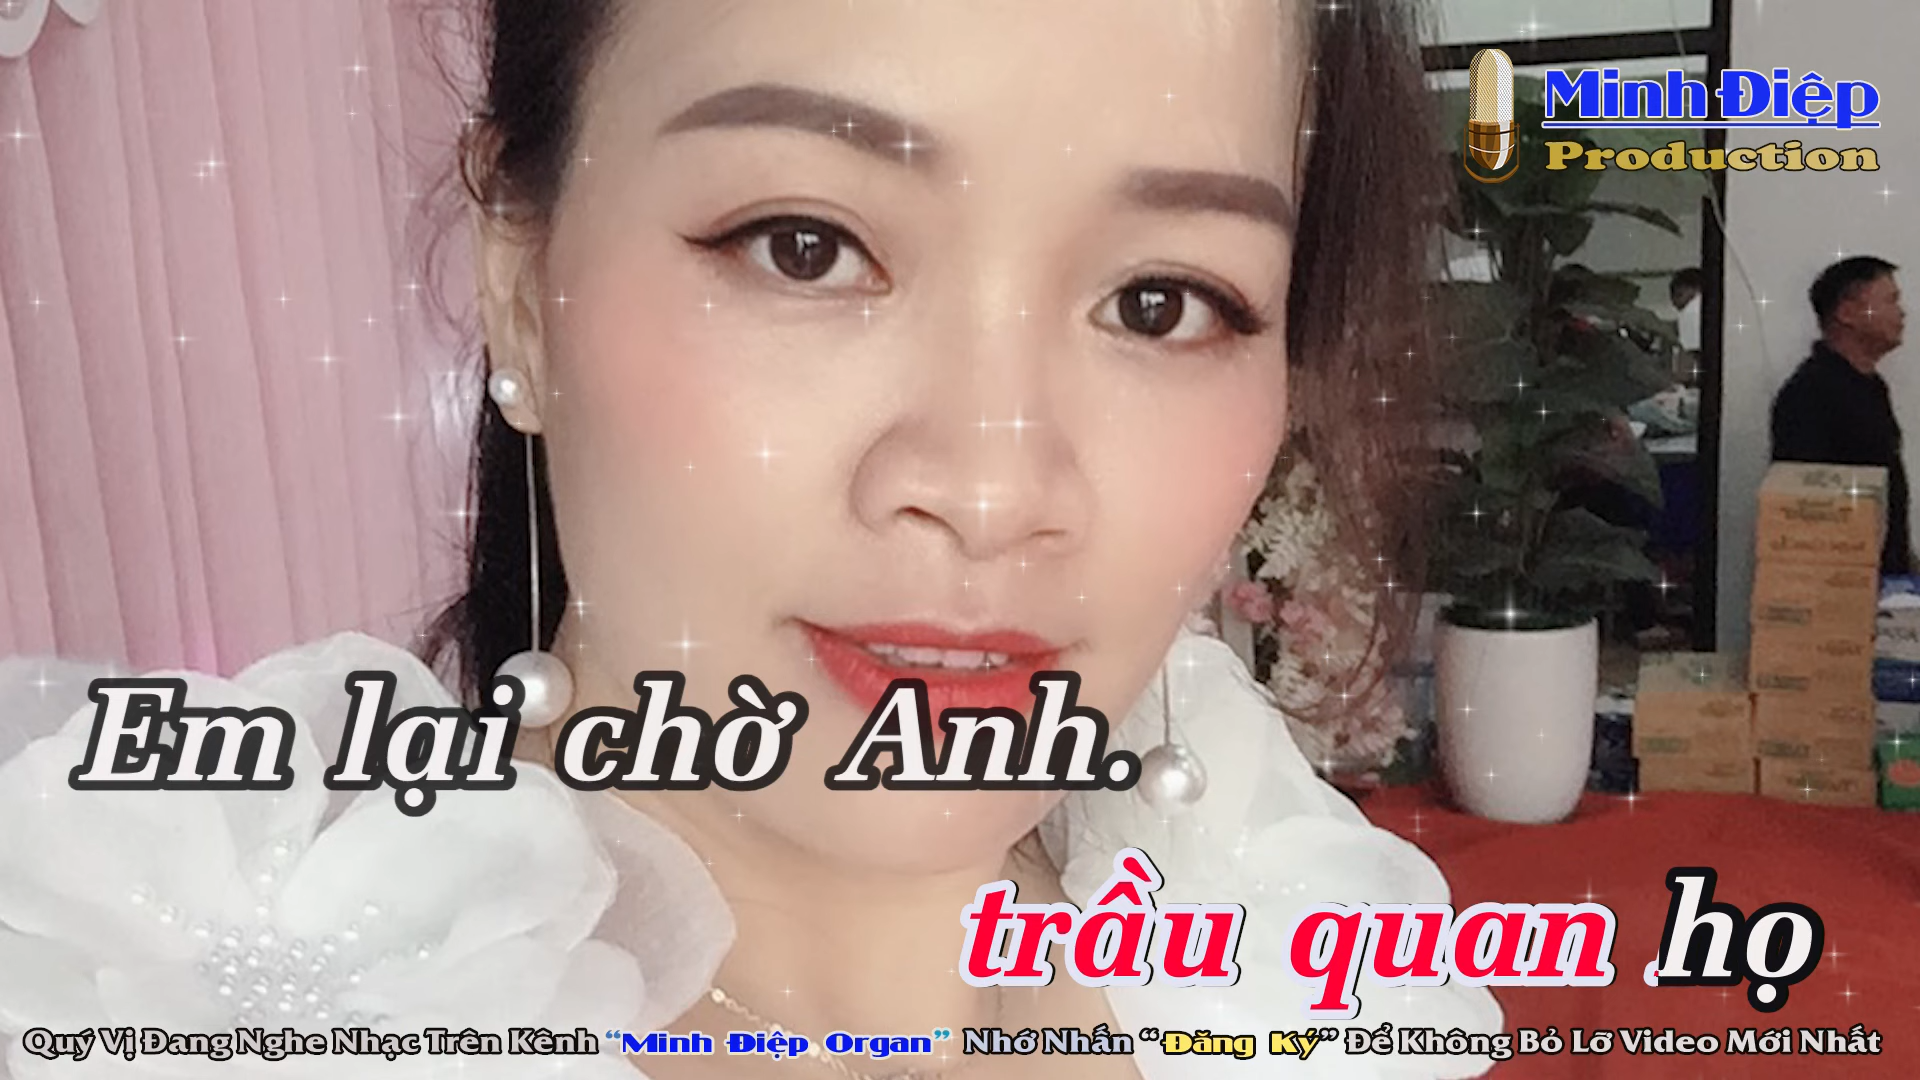 Minh Điệp
Production
Em lại chờ Anh.
trầu quan họ
Quý Vị Đang Nghe Nhạc Trên Kênh “Minh Điệp Organ” Nhớ Nhấn “Đăng Ký” Để Không Bỏ Lỡ Video Mới Nhất